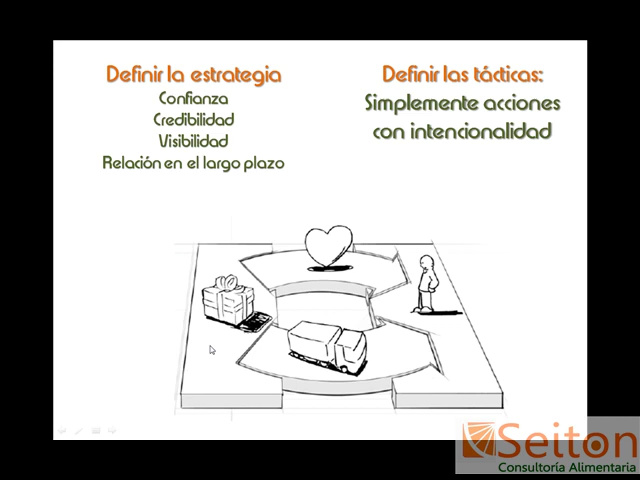 Definir la estrategia
Confianza
Credibilidad
Visibilidad
Relación en el largo plazo
Definir las tácticas:
Simplemente acciones
con intencionalidad
Seiton
Consultoría Alimentaria